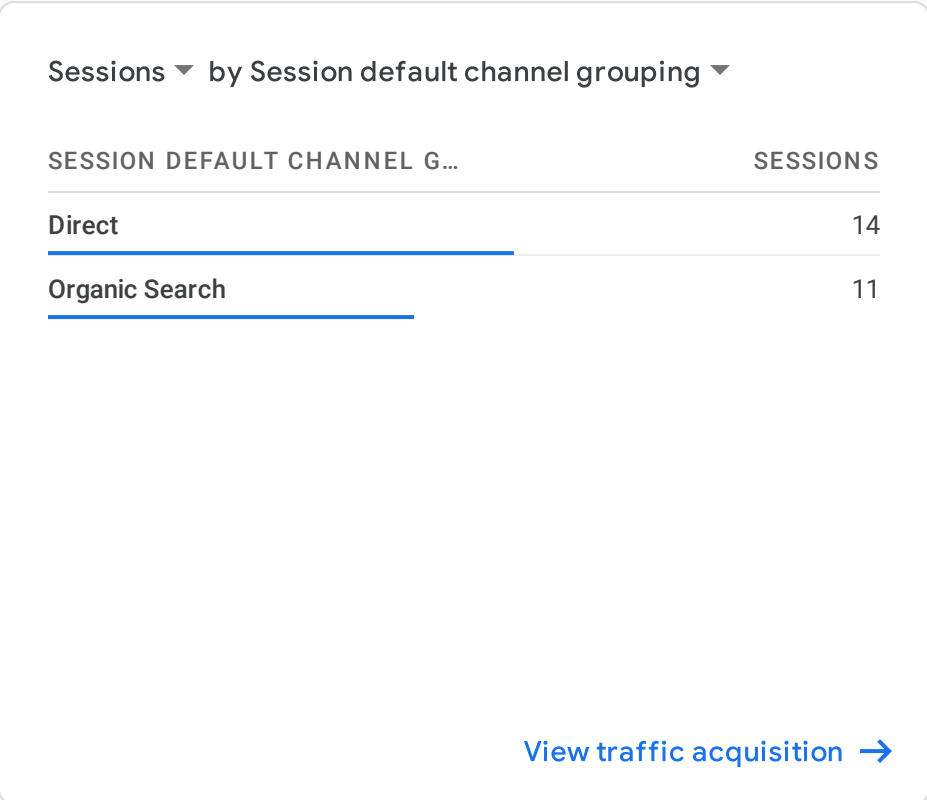 Sessions by Session default channel grouping
SESSION DEFAULT CHANNEL G… SESSIONS
Direct 14
Organic Search 11
View traffic acquisition